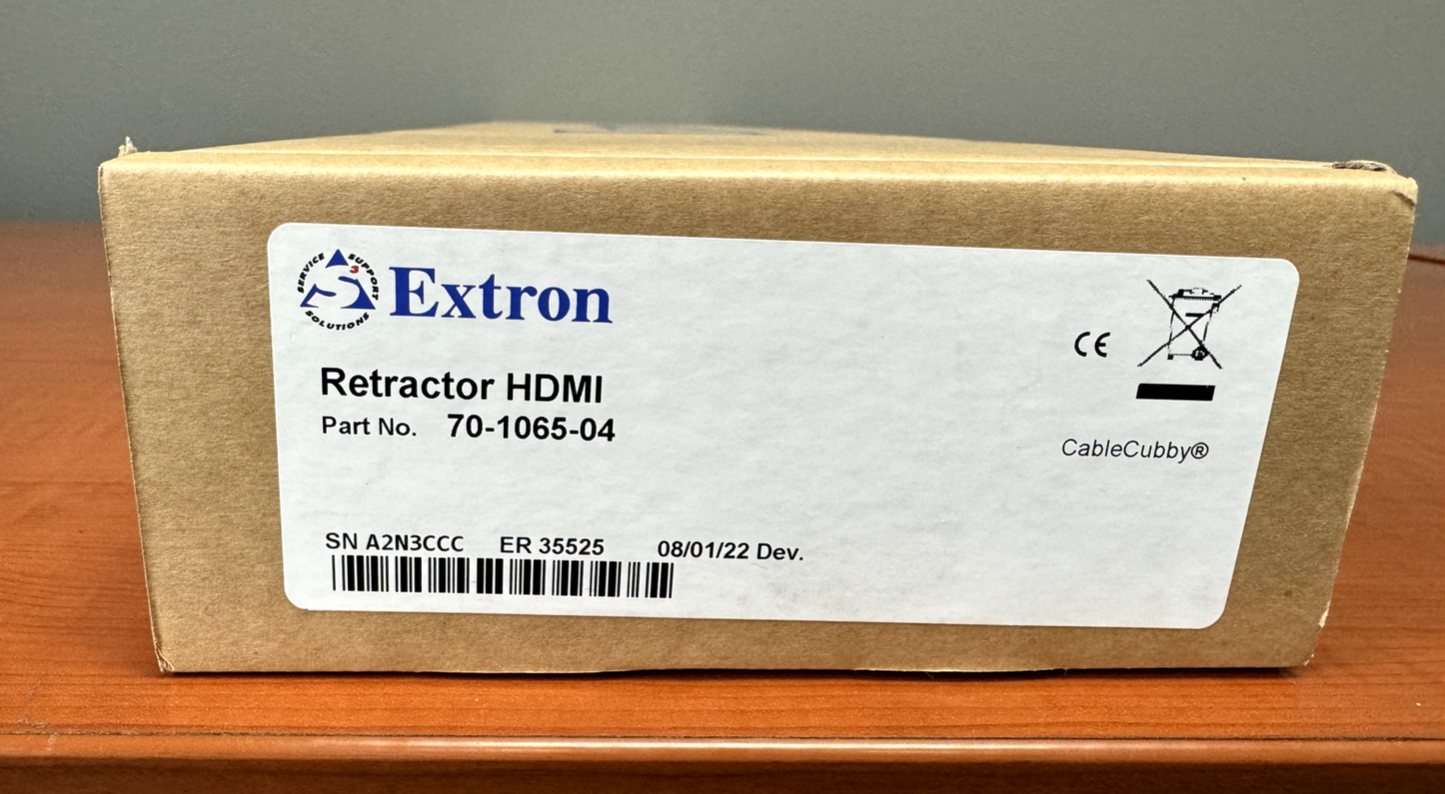 SERVICE SUPPORT SOLUTIONS
S3
Extron
CE
Retractor HDMI
Part No. 70-1065-04
CableCubby®
SN A2N3CCC ER 35525 08/01/22 Dev.